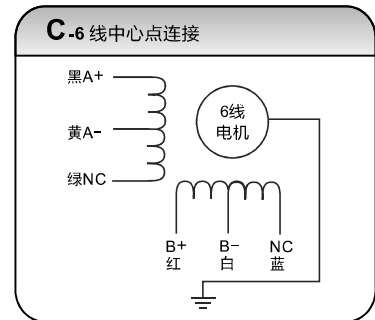 C-6 线中心点连接
黑A+
6线
电机
黄A-
绿NC
B+ B- NC
红 白 蓝